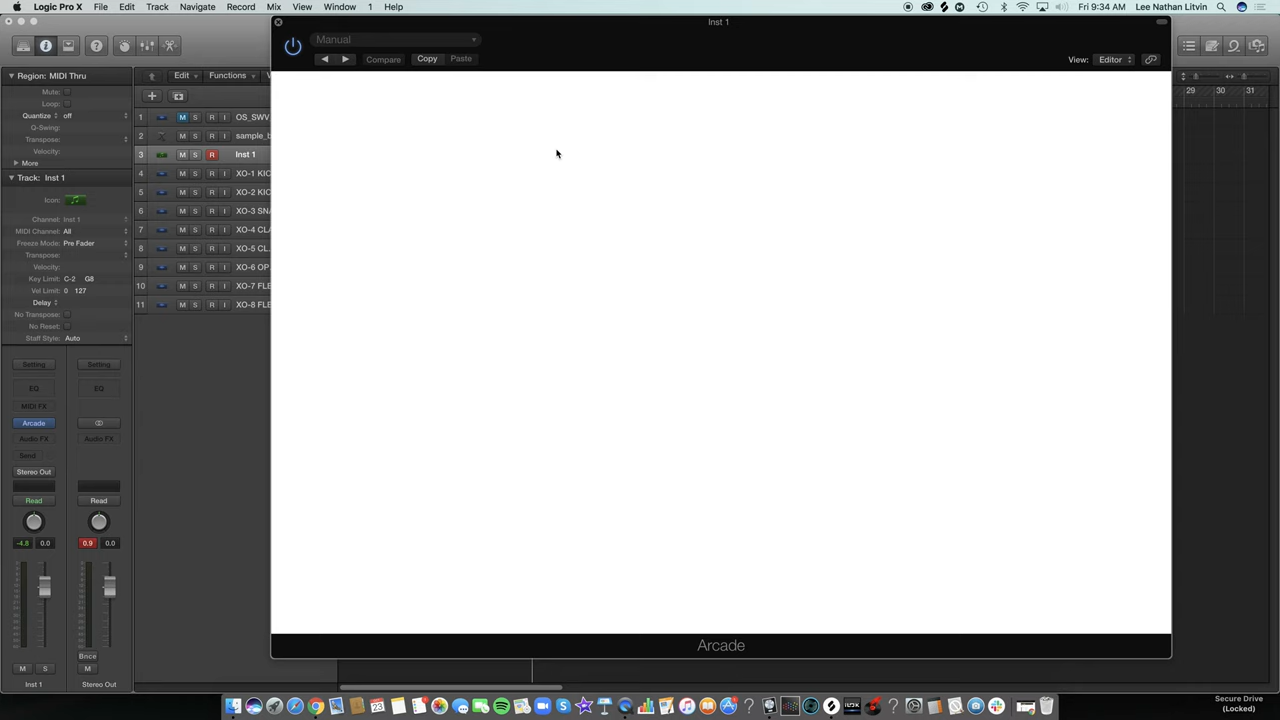 Logic Pro X File Edit Track Navigate Record Mix View Window 1 Help
Fri 9:34 AM Lee Nathan Litvin
Inst 1
Manual
Compare Copy Paste
View: Editor
Region: MIDI Thru
Mute:
Loop:
Quantize off
Q-Swing:
Transpose:
Velocity:
More
Track: Inst 1
Icon:
Channel: Inst 1
MIDI Channel: All
Freeze Mode: Pre Fader
Transpose:
Velocity:
Key Limit: C-2 G8
Vel Limit: 0 127
Delay
No Transpose:
No Reset:
Staff Style: Auto
Edit Functions
1 M S R I OS_SWV
2 M S R I sample_b
3 M S R I Inst 1
4 M S R I XO-1 KIC
5 M S R I XO-2 KIC
6 M S R I XO-3 SNA
7 M S R I XO-4 CLA
8 M S R I XO-5 CL
9 M S R I XO-6 OP
10 M S R I XO-7 FLE
11 M S R I XO-8 FLE
29 30 31
Setting Setting
EQ EQ
MIDI FX
Arcade
Audio FX Audio FX
Send
Stereo Out
Read Read
-4.8 0.0 0.9 0.0
Bnce
M S M
Inst 1 Stereo Out
Arcade
23
Secure Drive
(Locked)